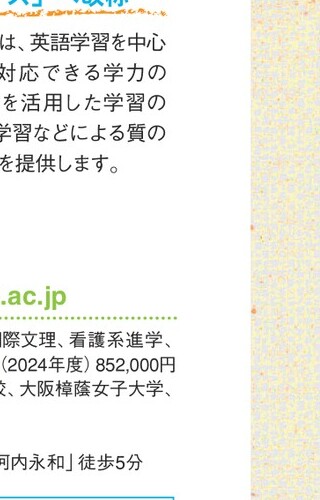 は、英語学習を中心
対応できる学力の
を活用した学習の
学習などによる質の
を提供します。
.ac.jp
際文理、看護系進学、
（2024年度）852,000円
校、大阪樟蔭女子大学、
河内永和」徒歩5分